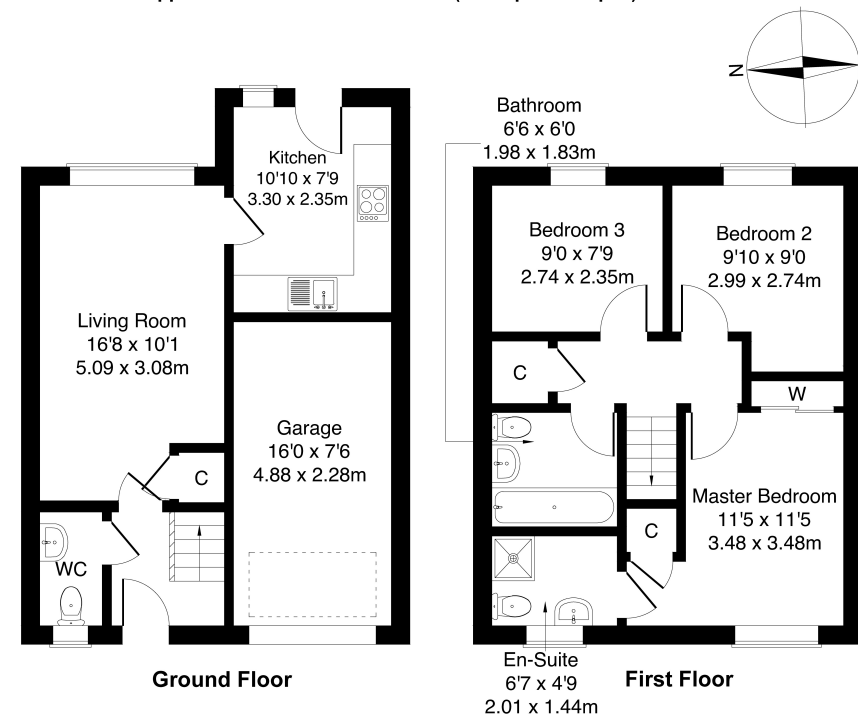 N
Bathroom
6'6 x 6'0
1.98 x 1.83m
Kitchen
10'10 x 7'9
3.30 x 2.35m
Bedroom 3
9'0 x 7'9
2.74 x 2.35m
Bedroom 2
9'10 x 9'0
2.99 x 2.74m
Living Room
16'8 x 10'1
5.09 x 3.08m
C
W
Garage
16'0 x 7'6
4.88 x 2.28m
C
Master Bedroom
11'5 x 11'5
3.48 x 3.48m
C
WC
En-Suite
6'7 x 4'9
2.01 x 1.44m
Ground Floor
First Floor